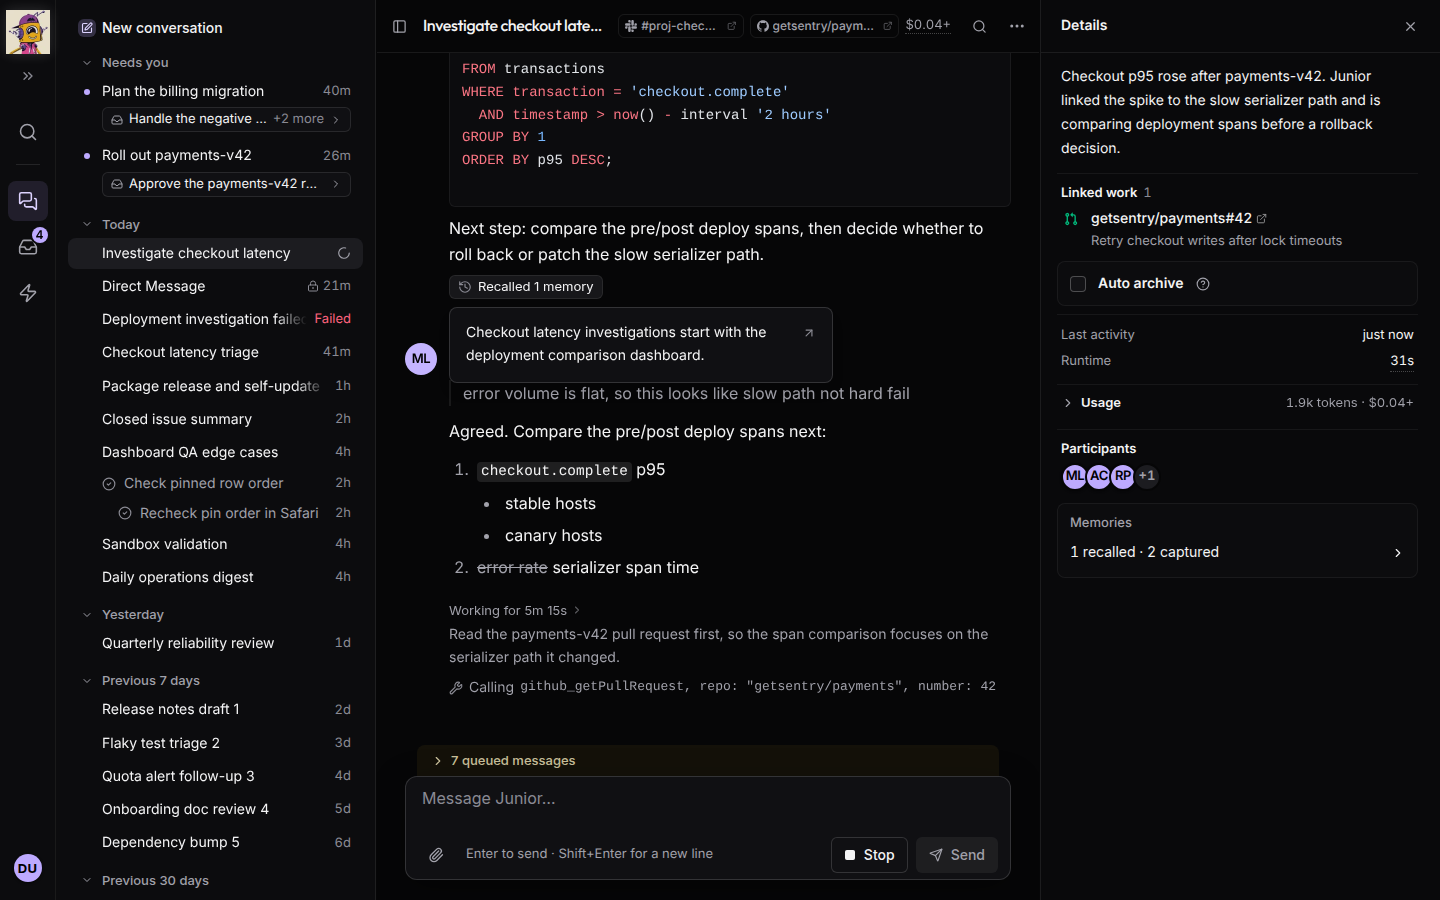 New conversation
Needs you
Plan the billing migration 40m
Handle the negative ... +2 more
Roll out payments-v42 26m
Approve the payments-v42 r...
Today
Investigate checkout latency
Direct Message 21m
Deployment investigation failed Failed
Checkout latency triage 41m
Package release and self-update 1h
Closed issue summary 2h
Dashboard QA edge cases 4h
Check pinned row order 2h
Recheck pin order in Safari 2h
Sandbox validation 4h
Daily operations digest 4h
Yesterday
Quarterly reliability review 1d
Previous 7 days
Release notes draft 1 2d
Flaky test triage 2 3d
Quota alert follow-up 3 4d
Onboarding doc review 4 5d
Dependency bump 5 6d
Previous 30 days
4
DU
Investigate checkout late... #proj-chec... getsentry/paym... $0.04+
FROM transactions
WHERE transaction = 'checkout.complete'
AND timestamp > now() - interval '2 hours'
GROUP BY 1
ORDER BY p95 DESC;
Next step: compare the pre/post deploy spans, then decide whether to
roll back or patch the slow serializer path.
Recalled 1 memory
Checkout latency investigations start with the
deployment comparison dashboard.
ML
error volume is flat, so this looks like slow path not hard fail
Agreed. Compare the pre/post deploy spans next:
1. checkout.complete p95
• stable hosts
• canary hosts
2. error rate serializer span time
Working for 5m 15s
Read the payments-v42 pull request first, so the span comparison focuses on the
serializer path it changed.
Calling github_getPullRequest, repo: "getsentry/payments", number: 42
7 queued messages
Message Junior...
Enter to send · Shift+Enter for a new line
Stop
Send
Details
Checkout p95 rose after payments-v42. Junior
linked the spike to the slow serializer path and is
comparing deployment spans before a rollback
decision.
Linked work 1
getsentry/payments#42
Retry checkout writes after lock timeouts
Auto archive
Last activity just now
Runtime 31s
Usage 1.9k tokens · $0.04+
Participants
ML AC RP +1
Memories
1 recalled · 2 captured